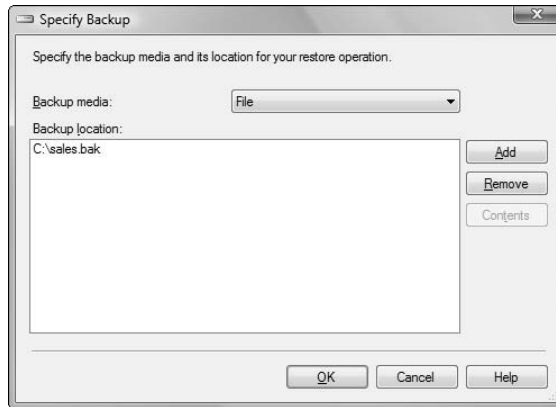 Specify Backup
Specify the backup media and its location for your restore operation.
Backup media:
File
Backup location:
C:\sales.bak
Add
Remove
Contents
OK
Cancel
Help